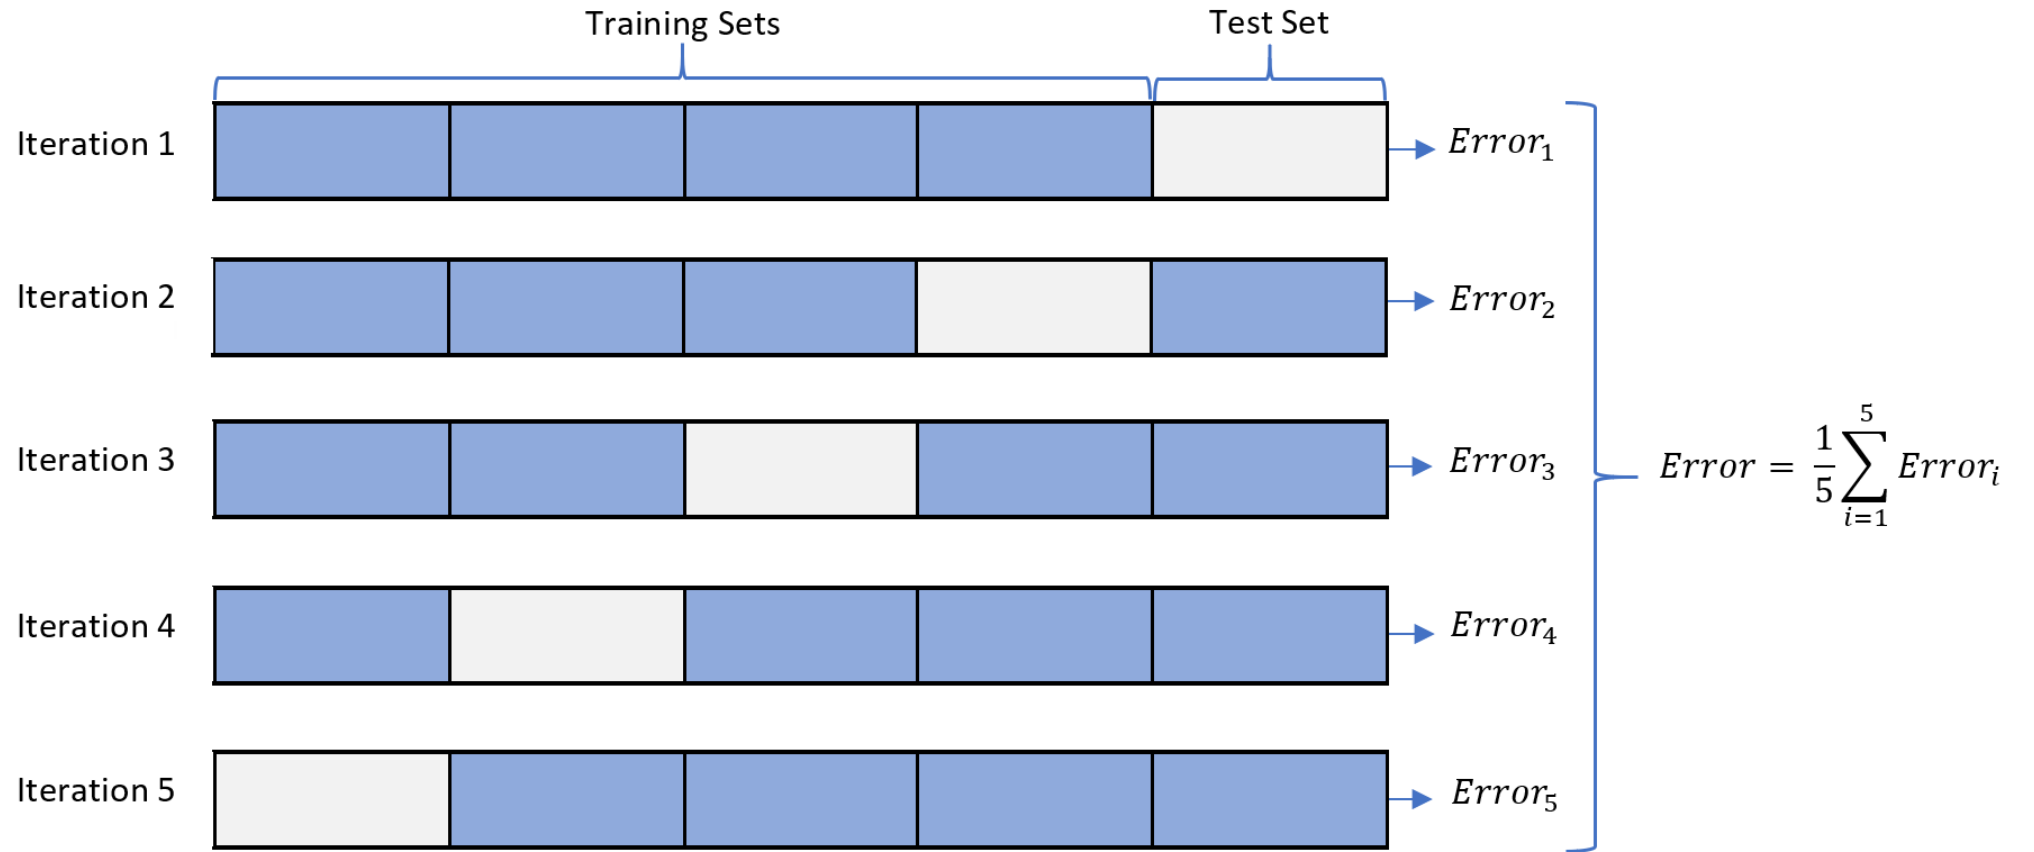 Training Sets
Test Set
Iteration 1
Error₁
Iteration 2
Error₂
Iteration 3
Error₃
Error = 1/5 ∑_{i=1}^{5} Errorᵢ
Iteration 4
Error₄
Iteration 5
Error₅